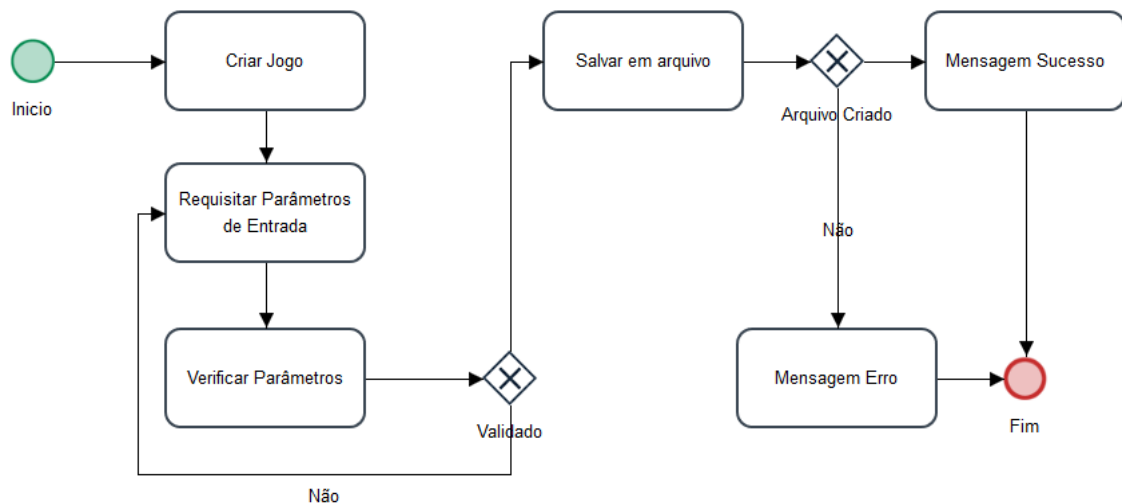 Criar Jogo
Salvar em arquivo
Mensagem Sucesso
Inicio
Arquivo Criado
Requisitar Parâmetros
de Entrada
Não
Verificar Parâmetros
Mensagem Erro
Validado
Fim
Não